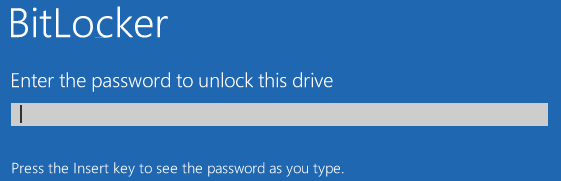 BitLocker
Enter the password to unlock this drive
Press the Insert key to see the password as you type.